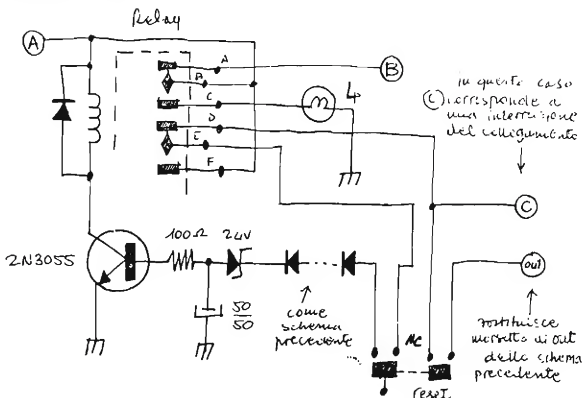 Relay
A
A
B
B
C
D
E
F
L
in questo caso
C corrisponde a
una interruzione
del collegamento
C
100Ω
24V
2N3055
50
50
come
schema
precedente
NC
out
sostituisce
morsetto di out
dello schema
precedente
reset